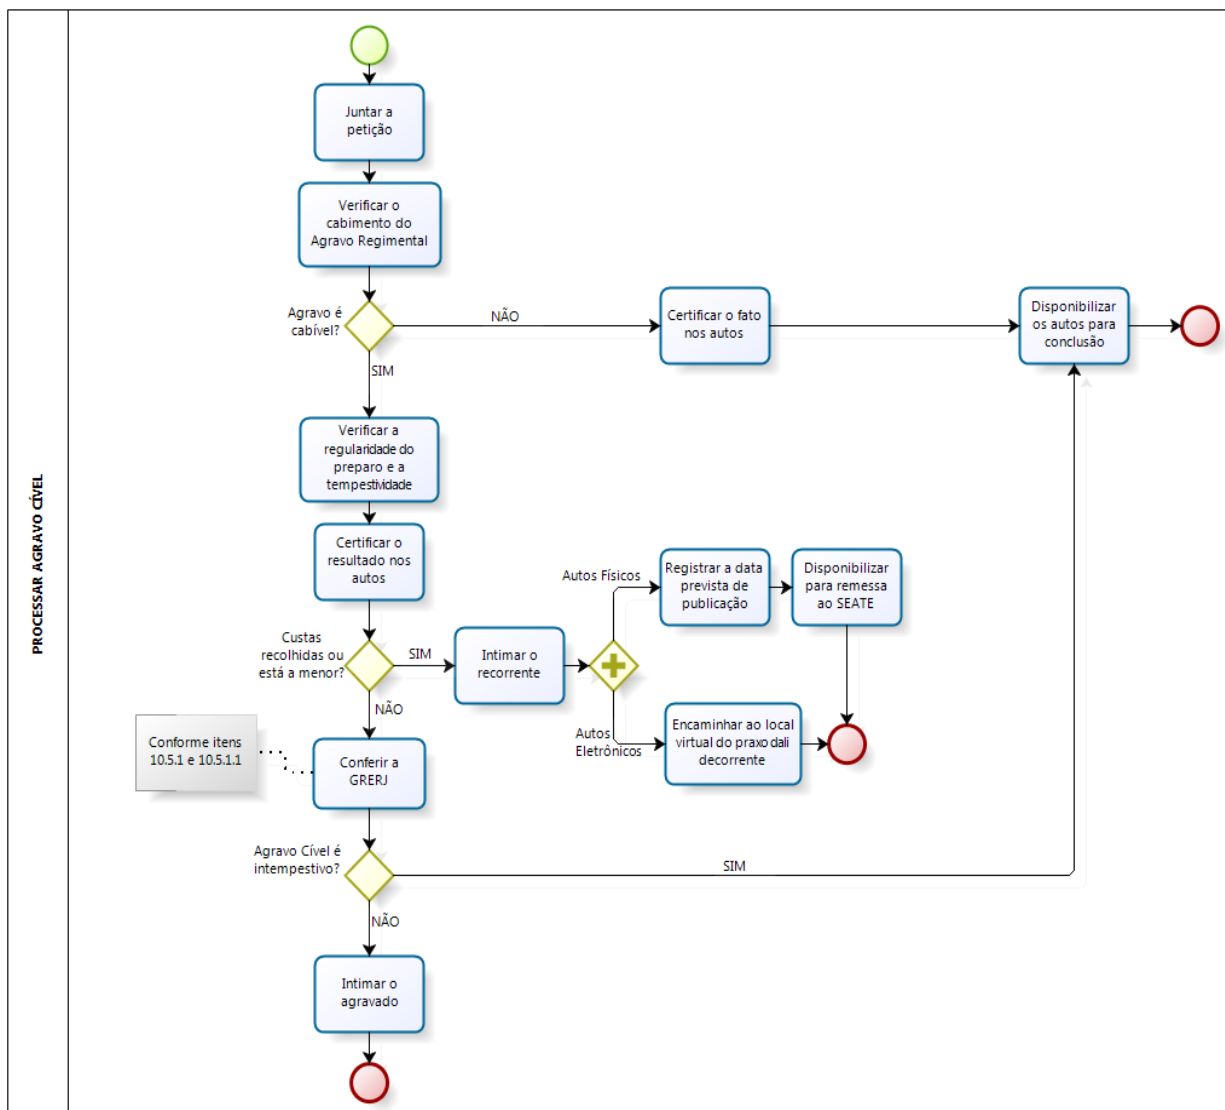 PROCESSAR AGRAVO CÍVEL
Juntar a
petição
Verificar o
cabimento do
Agravo Regimental
Agravo é
cabível?
NÃO
Certificar o fato
nos autos
Disponibilizar
os autos para
conclusão
SIM
Verificar a
regularidade do
preparo e a
tempestividade
Certificar o
resultado nos
autos
Custas
recolhidas ou
está a menor?
SIM
Intimar o
recorrente
Autos Físicos
Registrar a data
prevista de
publicação
Disponibilizar
para remessa
ao SEATE
Autos
Eletrônicos
Encaminhar ao local
virtual do praxo dali
decorrente
NÃO
Conforme itens
10.5.1 e 10.5.1.1
Conferir a
GRERJ
Agravo Cível é
intempestivo?
SIM
NÃO
Intimar o
agravado